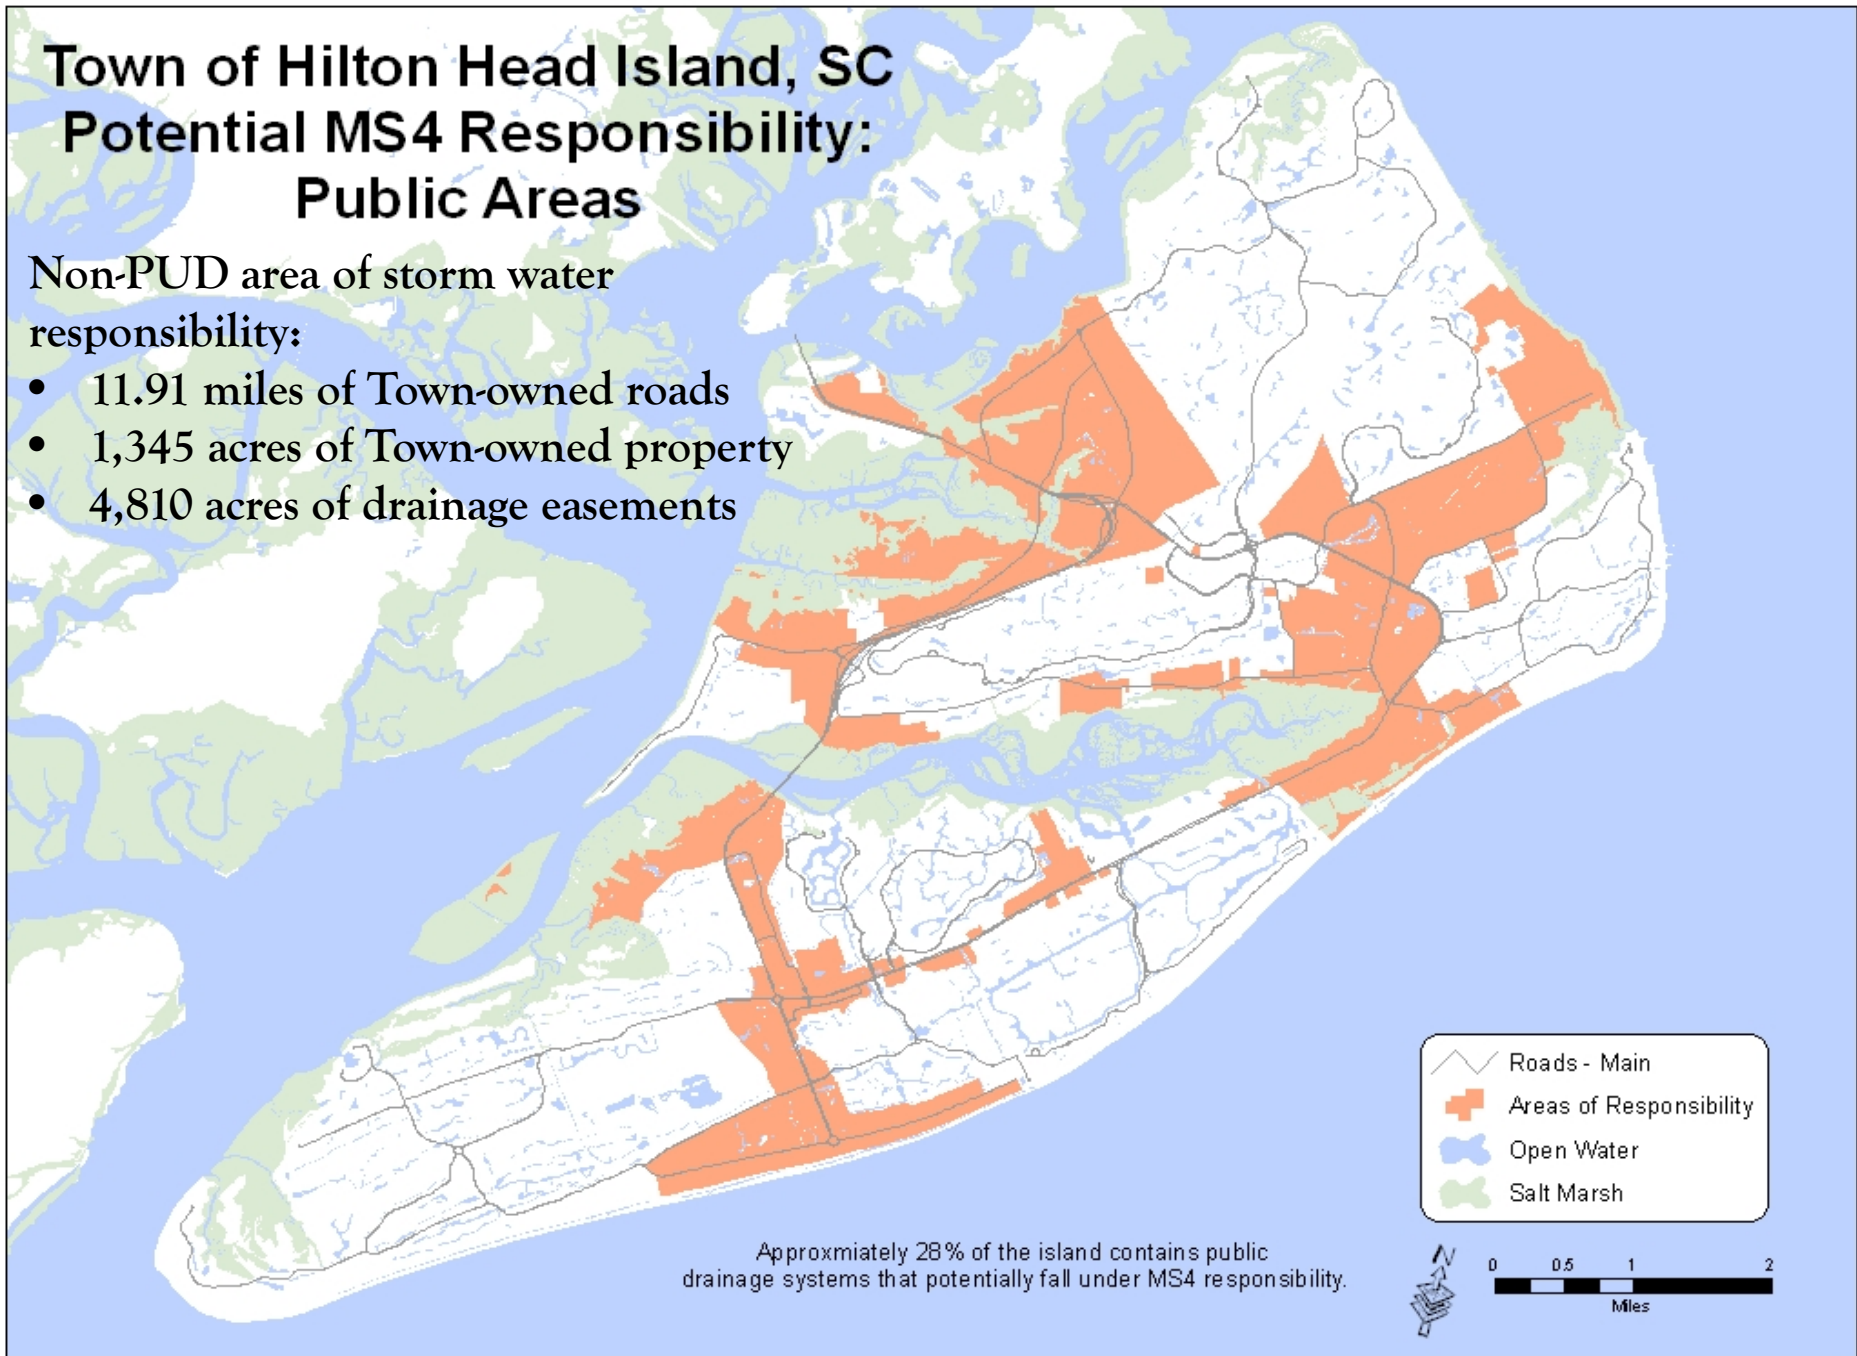 Town of Hilton Head Island, SC
Potential MS4 Responsibility:
Public Areas
Non-PUD area of storm water
responsibility:
• 11.91 miles of Town-owned roads
• 1,345 acres of Town-owned property
• 4,810 acres of drainage easements
Roads - Main
Areas of Responsibility
Open Water
Salt Marsh
Approxmiately 28% of the island contains public
drainage systems that potentially fall under MS4 responsibility.
N
0 0.5 1 2
Miles